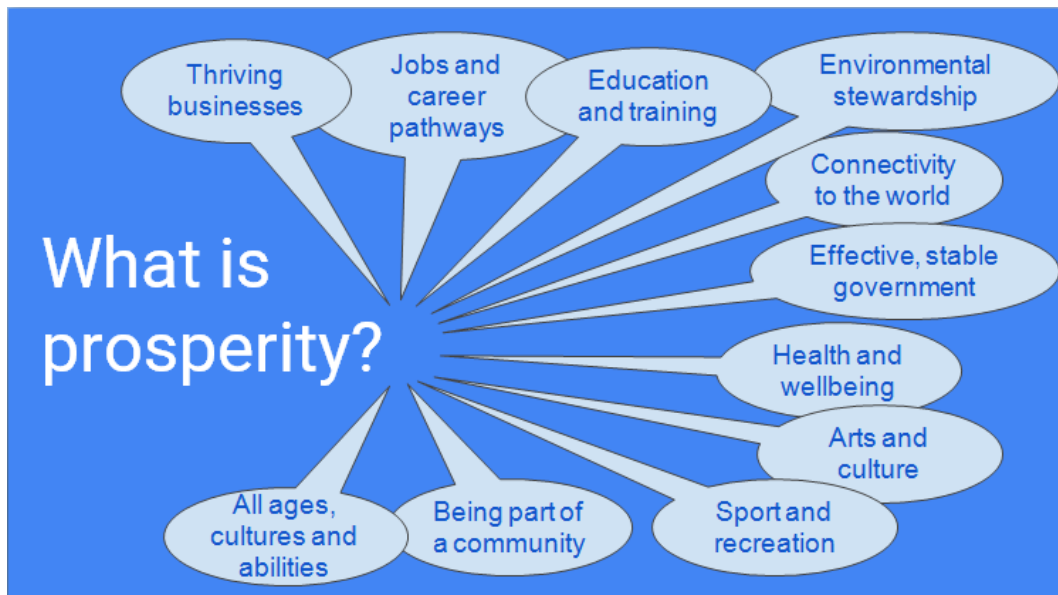 Thriving
businesses
Jobs and
career
pathways
Education
and training
Environmental
stewardship
Connectivity
to the world
Effective, stable
government
What is
prosperity?
Health and
wellbeing
Arts and
culture
Sport and
recreation
Being part of
a community
All ages,
cultures and
abilities